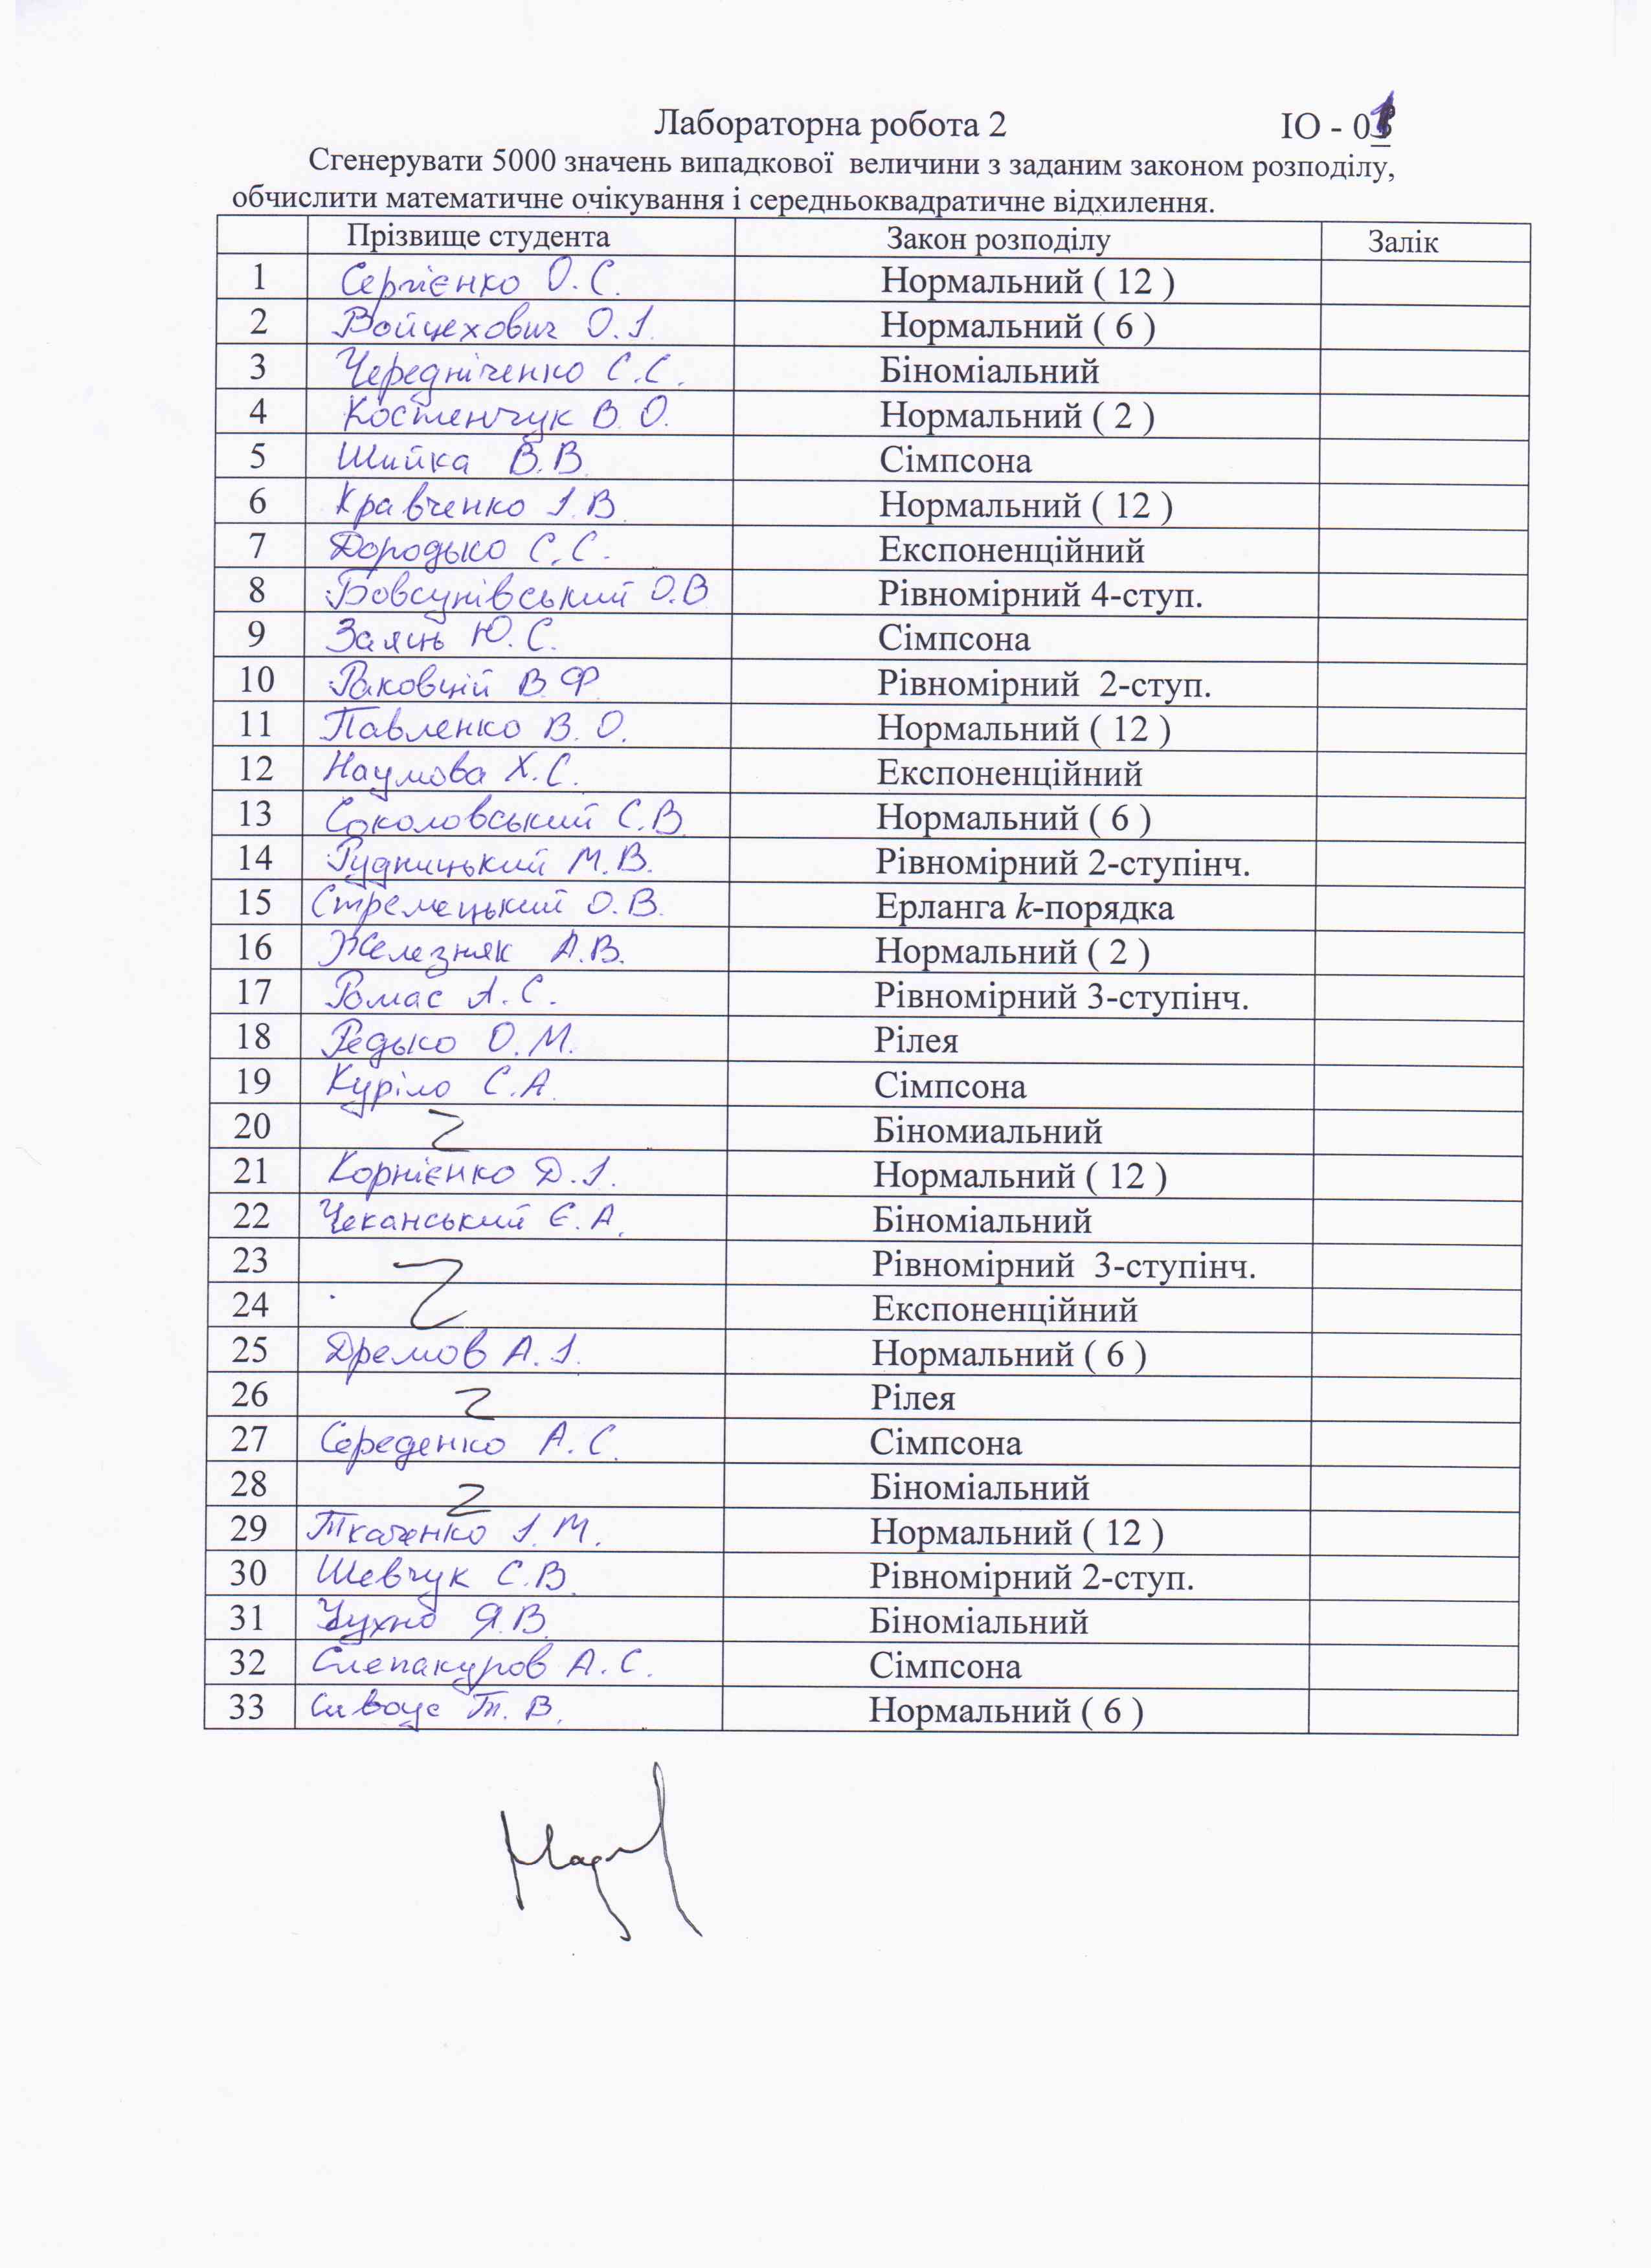 Лабораторна робота 2 ІО - 01
Сгенерувати 5000 значень випадкової величини з заданим законом розподілу,
обчислити математичне очікування і середньоквадратичне відхилення.
Прізвище студента Закон розподілу Залік
1 Сергієнко О. С. Нормальний ( 12 )
2 Войцехович О. І. Нормальний ( 6 )
3 Чередніченко С. С. Біноміальний
4 Костенчук В. О. Нормальний ( 2 )
5 Шийка В. В. Сімпсона
6 Кравченко І. В. Нормальний ( 12 )
7 Дородько С. С. Експоненційний
8 Бовсунівський О. В. Рівномірний 4-ступ.
9 Заяць Ю. С. Сімпсона
10 В. Ф. Рівномірний 2-ступ.
11 Павленко В. О. Нормальний ( 12 )
12 Наумова Х. С. Експоненційний
13 Соколовський С. В. Нормальний ( 6 )
14 Рудницький М. В. Рівномірний 2-ступінч.
15 Стремецький О. В. Ерланга k-порядка
16 Железняк А. В. Нормальний ( 2 )
17 Ромас А. С. Рівномірний 3-ступінч.
18 Редько О. М. Рілея
19 Куріло С. А. Сімпсона
20 Біномиальний
21 Корнієнко Д. І. Нормальний ( 12 )
22 Чеканський Є. А. Біноміальний
23 Рівномірний 3-ступінч.
24 Експоненційний
25 Дремов А. І. Нормальний ( 6 )
26 Рілея
27 Середенко А. С. Сімпсона
28 Біноміальний
29 Ткаченко І. М. Нормальний ( 12 )
30 Шевчук С. В. Рівномірний 2-ступ.
31 Чухно Я. В. Біноміальний
32 Слепакуров А. С. Сімпсона
33 Т. В. Нормальний ( 6 )